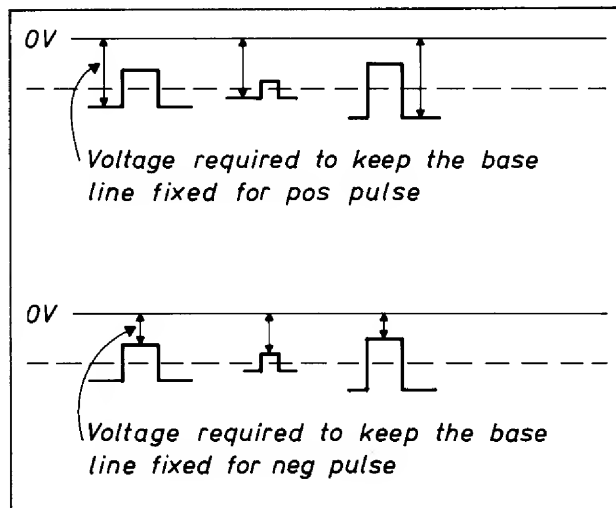 0V
Voltage required to keep the base
line fixed for pos pulse
0V
Voltage required to keep the base
line fixed for neg pulse